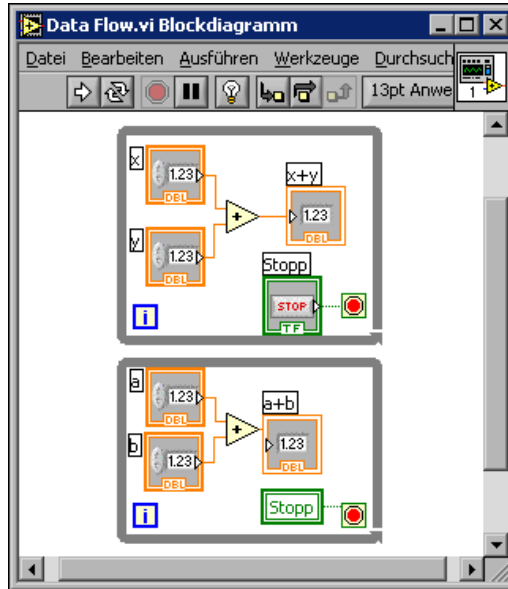 Data Flow.vi Blockdiagramm
Datei Bearbeiten Ausführen Werkzeuge Durchsuch
13pt Anwe
1
x
1.23
DBL
x+y
1.23
DBL
y
1.23
DBL
+
Stopp
STOP
TF
i
a
1.23
DBL
a+b
1.23
DBL
b
1.23
DBL
+
Stopp
i